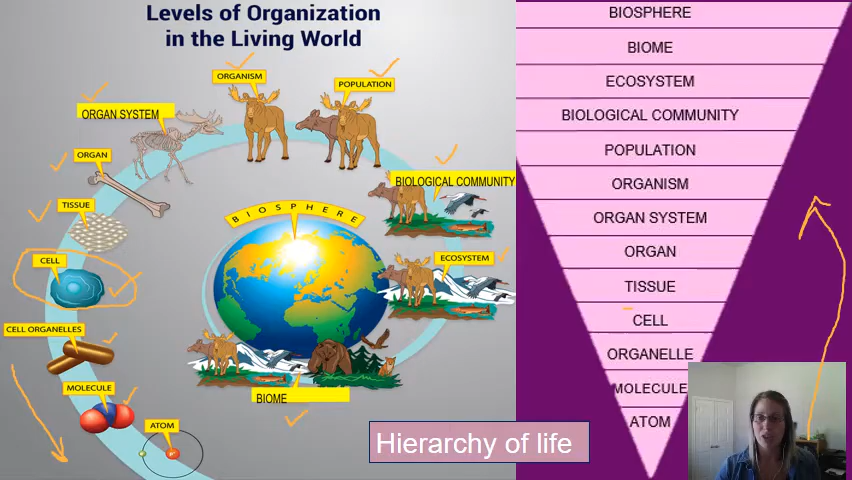 Levels of Organization
in the Living World
ORGANISM
POPULATION
ORGAN SYSTEM
ORGAN
BIOLOGICAL COMMUNITY
TISSUE
BIOSPHERE
CELL
ECOSYSTEM
CELL ORGANELLES
MOLECULE
BIOME
ATOM
Hierarchy of life
BIOSPHERE
BIOME
ECOSYSTEM
BIOLOGICAL COMMUNITY
POPULATION
ORGANISM
ORGAN SYSTEM
ORGAN
TISSUE
CELL
ORGANELLE
MOLECULE
ATOM